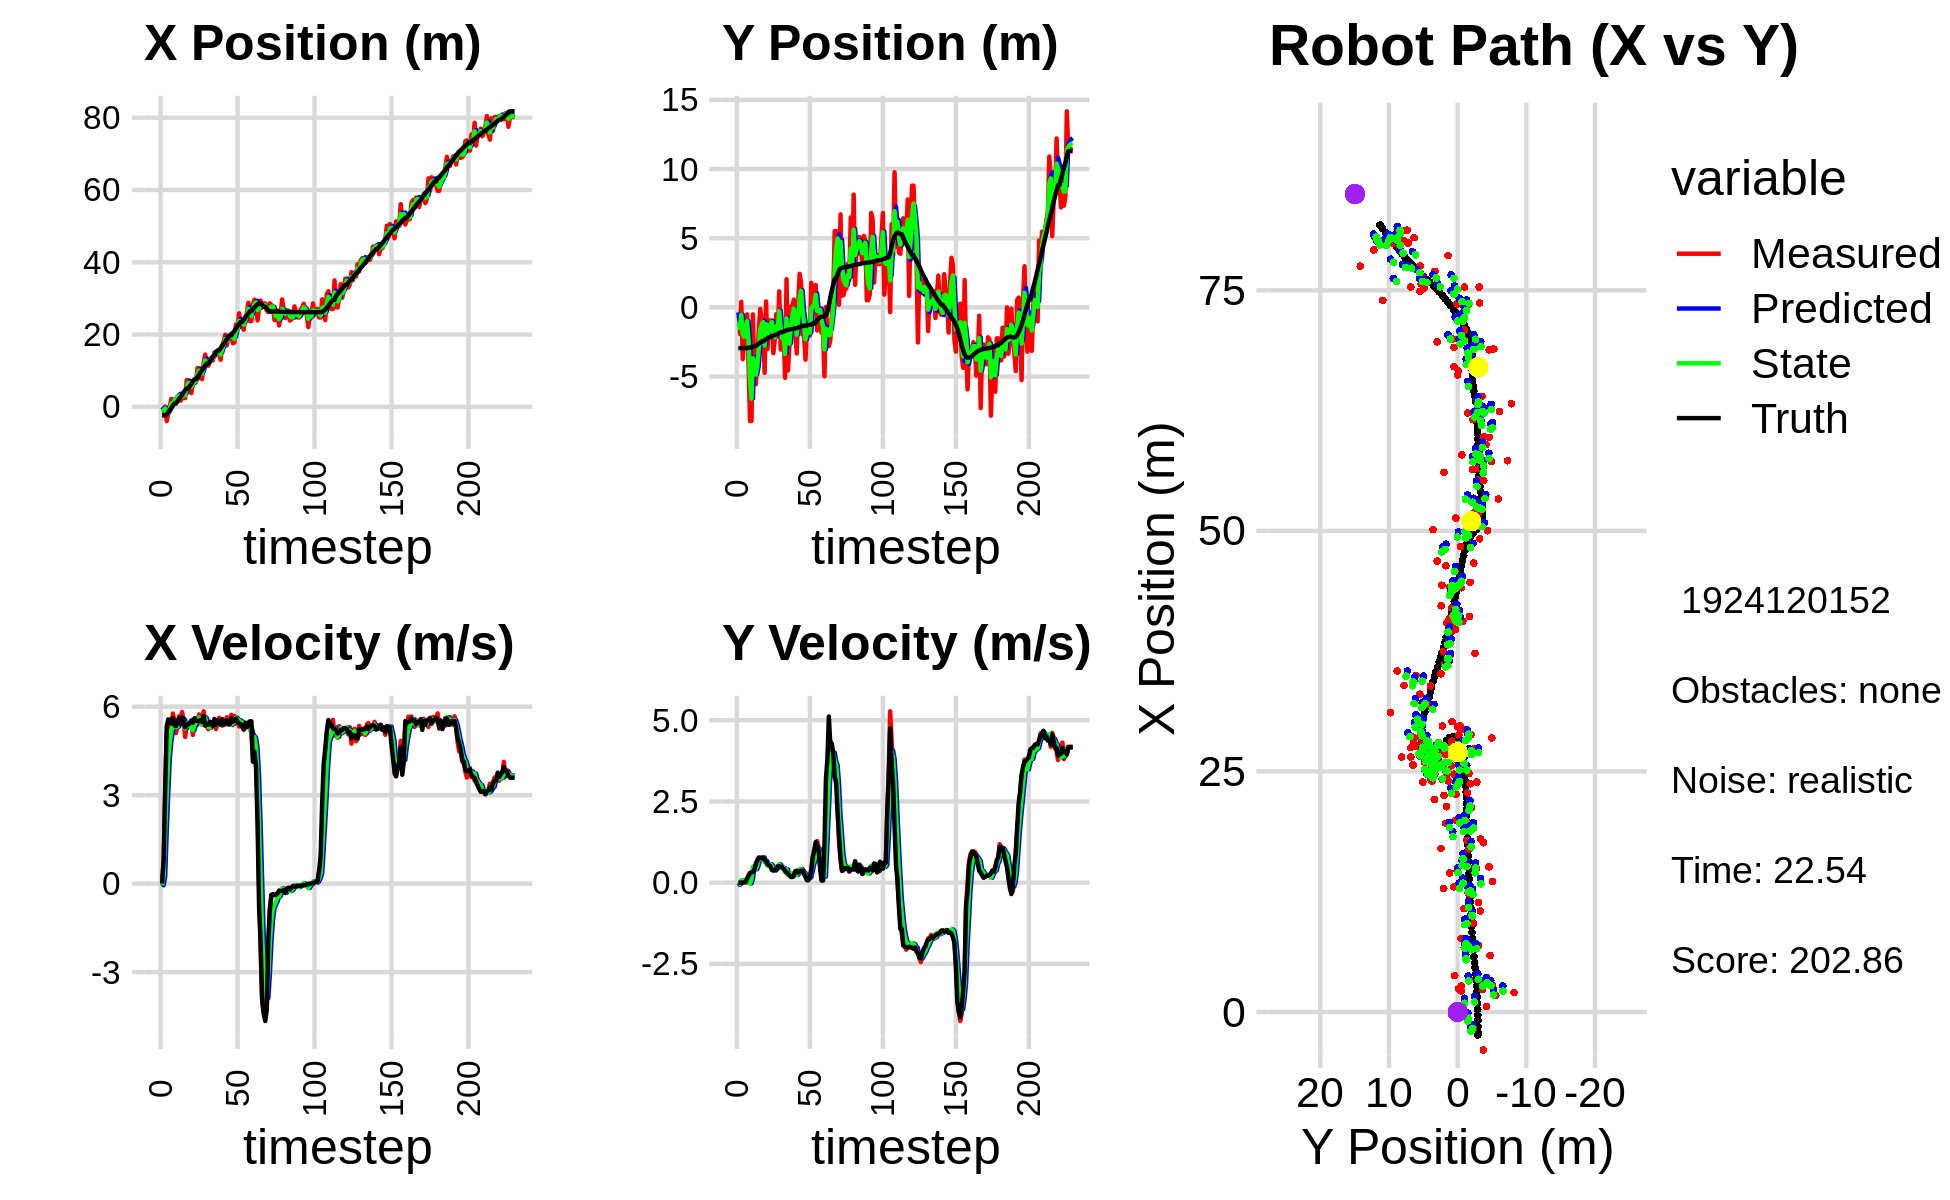 X Position (m)
80
60
40
20
0
0 50 100 150 200
timestep
Y Position (m)
15
10
5
0
-5
0 50 100 150 200
timestep
X Velocity (m/s)
6
3
0
-3
0 50 100 150 200
timestep
Y Velocity (m/s)
5.0
2.5
0.0
-2.5
0 50 100 150 200
timestep
Robot Path (X vs Y)
X Position (m)
75
50
25
0
20 10 0 -10 -20
Y Position (m)
variable
Measured
Predicted
State
Truth
1924120152
Obstacles: none
Noise: realistic
Time: 22.54
Score: 202.86